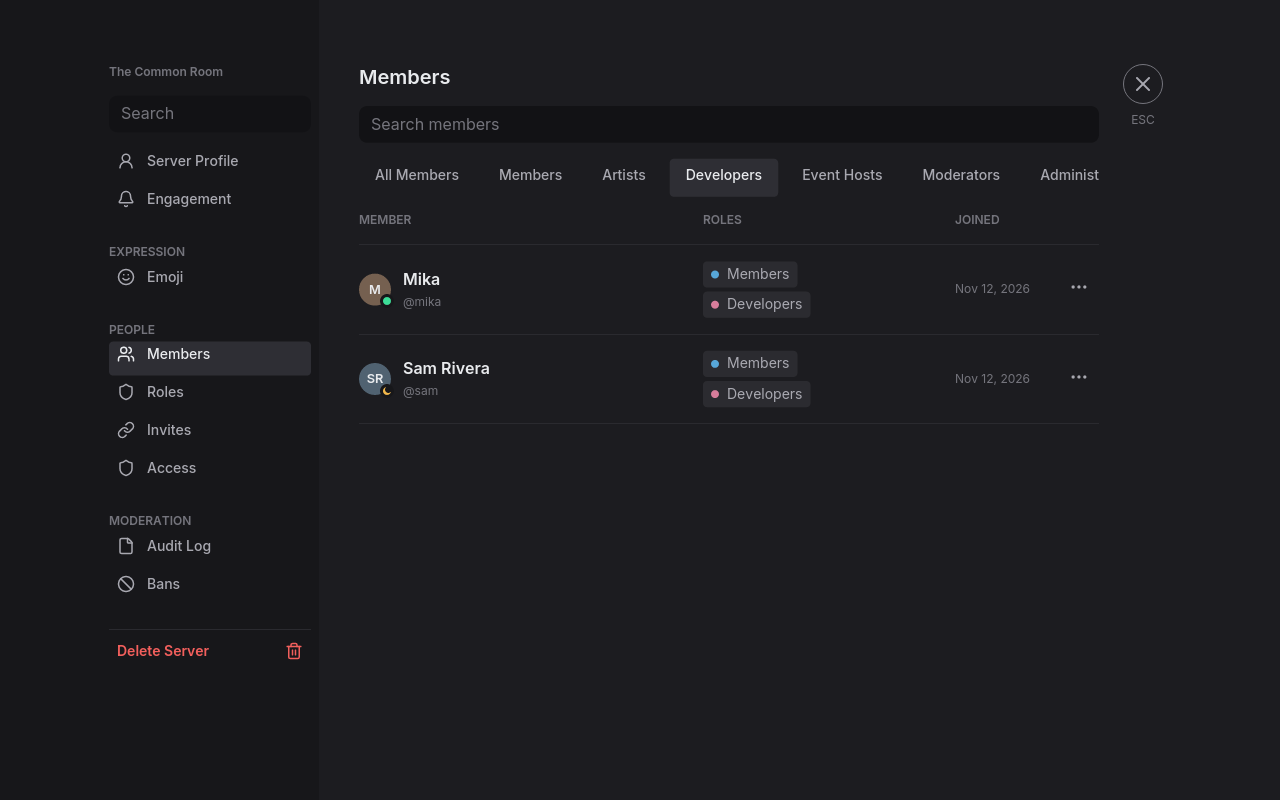 The Common Room
Search
Server Profile
Engagement
EXPRESSION
Emoji
PEOPLE
Members
Roles
Invites
Access
MODERATION
Audit Log
Bans
Delete Server
Members
ESC
Search members
All Members Members Artists Developers Event Hosts Moderators Administ
MEMBER ROLES JOINED
M Mika @mika Members Developers Nov 12, 2026
SR Sam Rivera @sam Members Developers Nov 12, 2026